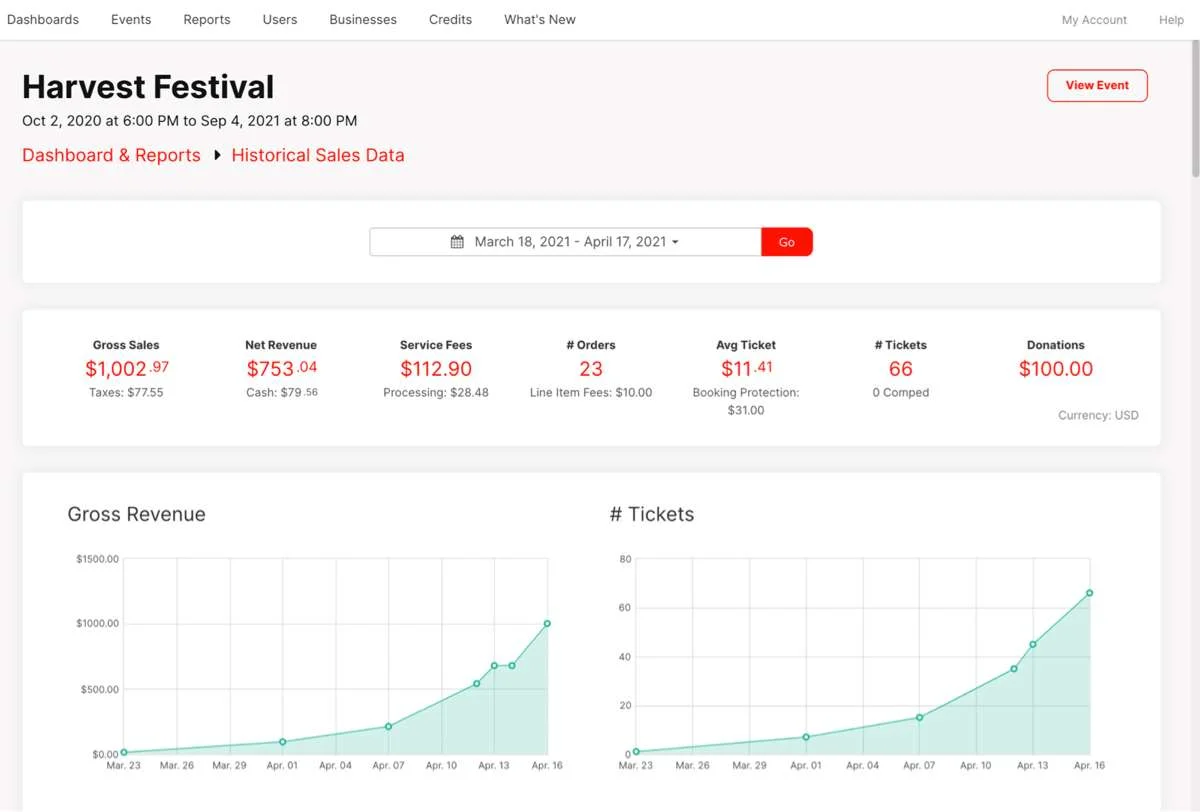 Dashboards Events Reports Users Businesses Credits What's New My Account Help
Harvest Festival
View Event
Oct 2, 2020 at 6:00 PM to Sep 4, 2021 at 8:00 PM
Dashboard & Reports Historical Sales Data
March 18, 2021 - April 17, 2021 Go
Gross Sales Net Revenue Service Fees # Orders Avg Ticket # Tickets Donations
$1,002.97 $753.04 $112.90 23 $11.41 66 $100.00
Taxes: $77.55 Cash: $79.56 Processing: $28.48 Line Item Fees: $10.00 Booking Protection: 0 Comped
$31.00
Currency: USD
Gross Revenue
$1500.00
$1000.00
$500.00
$0.00
Mar. 23 Mar. 26 Mar. 29 Apr. 01 Apr. 04 Apr. 07 Apr. 10 Apr. 13 Apr. 16
# Tickets
80
60
40
20
0
Mar. 23 Mar. 26 Mar. 29 Apr. 01 Apr. 04 Apr. 07 Apr. 10 Apr. 13 Apr. 16